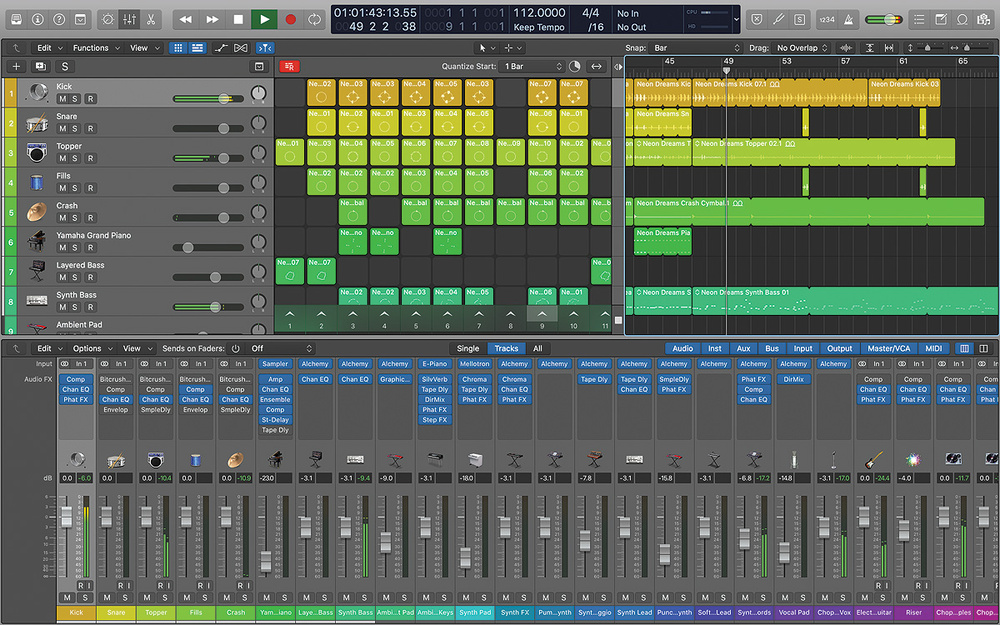 01:01:43:13.55 0001 1 1 1 112.0000 4/4 No In CPU
49 2 2 038 0009 1 1 1 Keep Tempo /16 No Out HD
1234
S
Edit Functions View Snap: Bar Drag: No Overlap
S Quantize Start: 1 Bar 45 49 53 57 61 65
1 Kick
M S R
2 Snare
M S R
3 Topper
M S R
4 Fills
M S R
5 Crash
M S R
6 Yamaha Grand Piano
M S R
7 Layered Bass
M S R
8 Synth Bass
M S R
9 Ambient Pad
Ne...02 Ne...03 Ne...03 Ne...04 Ne...05 Ne...03 Ne...07 Ne...07
Ne...01 Ne...02 Ne...01 Ne...03 Ne...04 Ne...05 Ne...06 Ne...02
Ne...01 Ne...03 Ne...04 Ne...05 Ne...06 Ne...07 Ne...08 Ne...09 Ne...10 Ne...02
Ne...02 Ne...02 Ne...03 Ne...04 Ne...05 Ne...06 Ne...02
Ne...bal Ne...bal Ne...bal Ne...bal Ne...bal Ne...bal Ne...bal
Ne...no Ne...no Ne...no
Ne...07 Ne...07
Ne...02 Ne...02 Ne...03 Ne...04 Ne...05 Ne...06 Ne...01
1 2 3 4 5 6 7 8 9 10 11
Neon Dreams Kic Neon Dreams Kick 07.1 Neon Dreams Kick 03
Neon Dreams Sn
Neon Dreams T Neon Dreams Topper 02.1
Neon Dreams Crash Cymbal.1
Neon Dreams Pia
Neon Dreams S Neon Dreams Synth Bass 01
Edit Options View Sends on Faders: Off Single Tracks All Audio Inst Aux Bus Input Output Master/VCA MIDI
Input In 1 In 1 In 1 In 1 In 1 Sampler Alchemy Alchemy Alchemy E-Piano Mellotron Alchemy Alchemy Alchemy Alchemy Alchemy Alchemy Alchemy Alchemy Alchemy In 1 In 1 In 1 In 1
Audio FX Comp Bitcrush... Bitcrush... Bitcrush... Bitcrush... Amp Chan EQ Chan EQ Graphic... SilvVerb Chroma Chroma Tape Dly Tape Dly SmpleDly Phat FX DirMix Comp Comp Comp Comp
Chan EQ Comp Comp Comp Comp Chan EQ Tape Dly Tape Dly Chan EQ Chan EQ Phat FX Comp Chan EQ Chan EQ Chan EQ Chan
Phat FX Chan EQ Chan EQ Chan EQ Chan EQ Ensemble DirMix Phat FX Phat FX Chan EQ Phat FX Phat FX Phat FX Phat
Envelop SmpleDly Envelop SmpleDly Comp Phat FX
St-Delay Step FX
Tape Dly
dB 0.0 -6.0 0.0 0.0 -10.4 0.0 0.0 -10.9 -23.0 -3.1 -3.1 -9.4 -9.0 -3.1 -18.0 -3.1 -3.1 -7.8 -3.1 -15.8 -3.1 -6.8 -17.2 -14.8 -3.1 -17.0 0.0 -24.4 -4.0 0.0 -11.7 0.0
M S M S M S M S M S M S M S M S M S M S M S M S M S M S M S M S M S M S M S M S M S M S M S M
Kick Snare Topper Fills Crash Yam...iano Laye...Bass Synth Bass Ambi...t Pad Ambi...Keys Synth Pad Synth FX Pum...ynth Synt...ggio Synth Lead Punc...ynth Soft...Lead Synt...ords Vocal Pad Chop...Vox Elect...uitar Riser Chop...ples Chop...